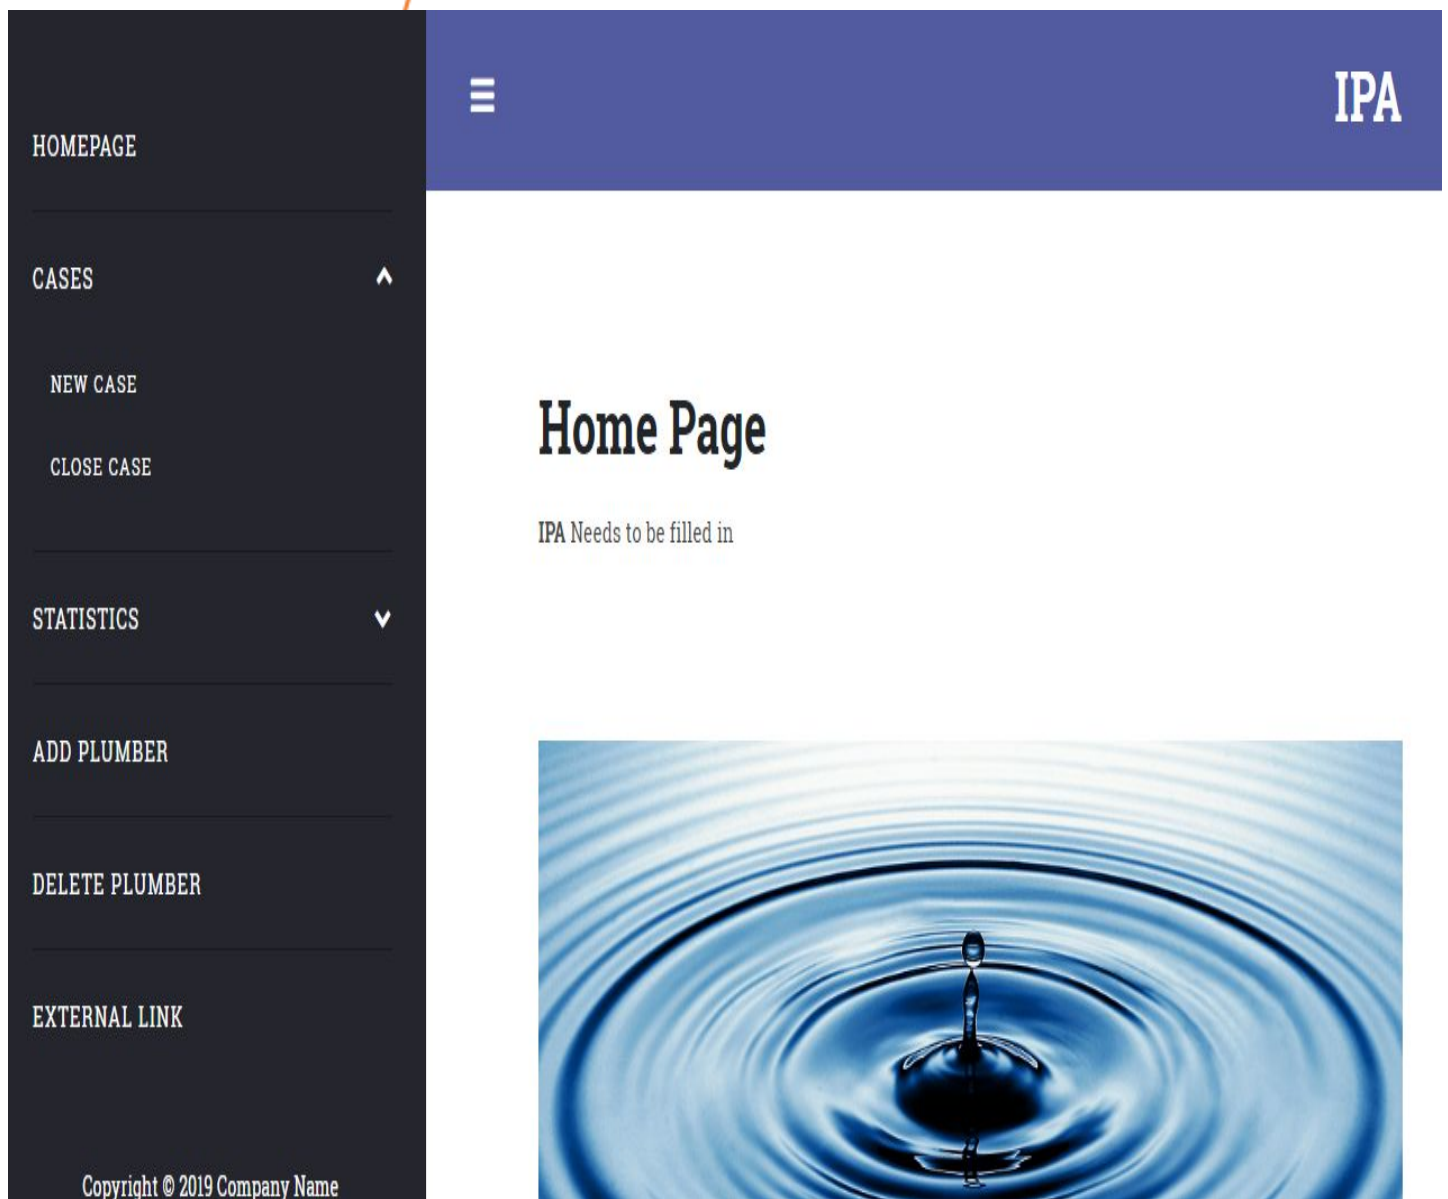 HOMEPAGE
CASES
NEW CASE
CLOSE CASE
STATISTICS
ADD PLUMBER
DELETE PLUMBER
EXTERNAL LINK
Copyright © 2019 Company Name
IPA
Home Page
IPA Needs to be filled in